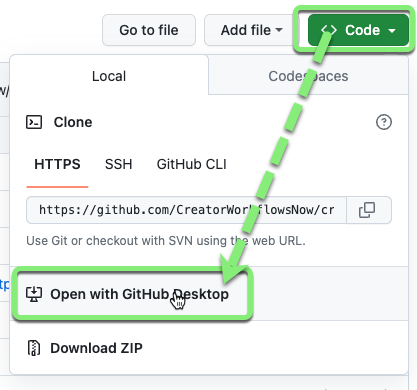 Go to file
Add file
<> Code
Local
Codespaces
Clone
HTTPS
SSH
GitHub CLI
https://github.com/CreatorWorkflowsNow/cr
Use Git or checkout with SVN using the web URL.
Open with GitHub Desktop
Download ZIP